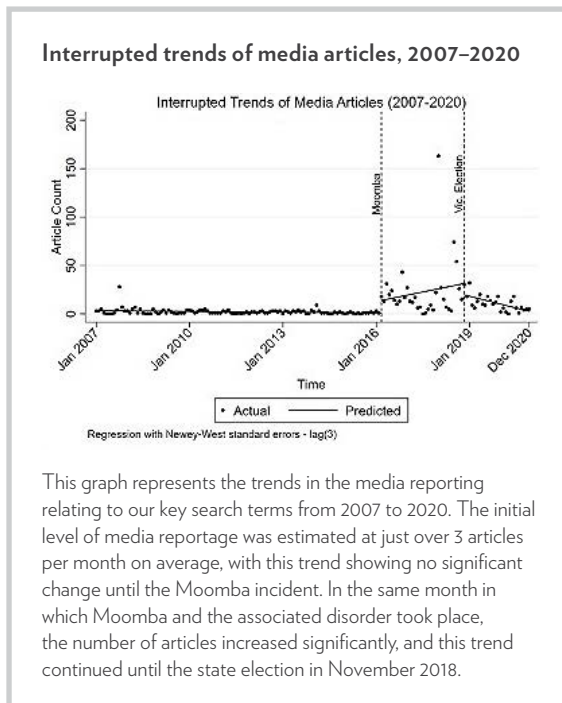 Interrupted trends of media articles, 2007–2020
Interrupted Trends of Media Articles (2007-2020)
200
150
100
50
0
Article Count
Moomba
Vic. Election
Jan 2007
Jan 2010
Jan 2013
Jan 2016
Jan 2019
Dec 2020
Time
Actual
Predicted
Regression with Newey-West standard errors - lag(3)
This graph represents the trends in the media reporting
relating to our key search terms from 2007 to 2020. The initial
level of media reportage was estimated at just over 3 articles
per month on average, with this trend showing no significant
change until the Moomba incident. In the same month in
which Moomba and the associated disorder took place,
the number of articles increased significantly, and this trend
continued until the state election in November 2018.